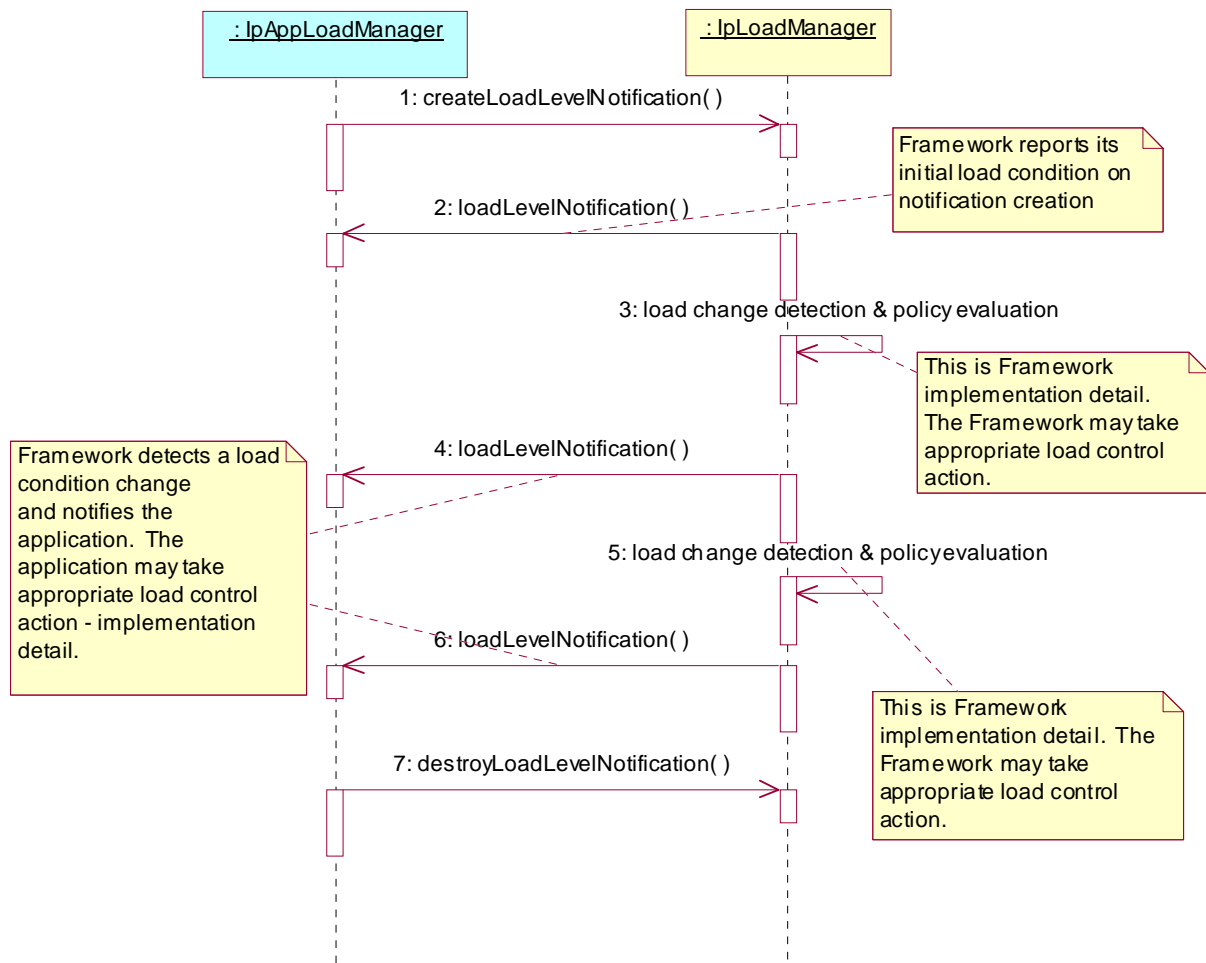 : IpAppLoadManager
: IpLoadManager
1: createLoadLevelNotification( )
Framework reports its
initial load condition on
notification creation
2: loadLevelNotification( )
3: load change detection & policy evaluation
This is Framework
implementation detail.
The Framework may take
appropriate load control
action.
4: loadLevelNotification( )
Framework detects a load
condition change
and notifies the
application. The
application may take
appropriate load control
action - implementation
detail.
5: load change detection & policy evaluation
6: loadLevelNotification( )
This is Framework
implementation detail. The
Framework may take
appropriate load control
action.
7: destroyLoadLevelNotification( )